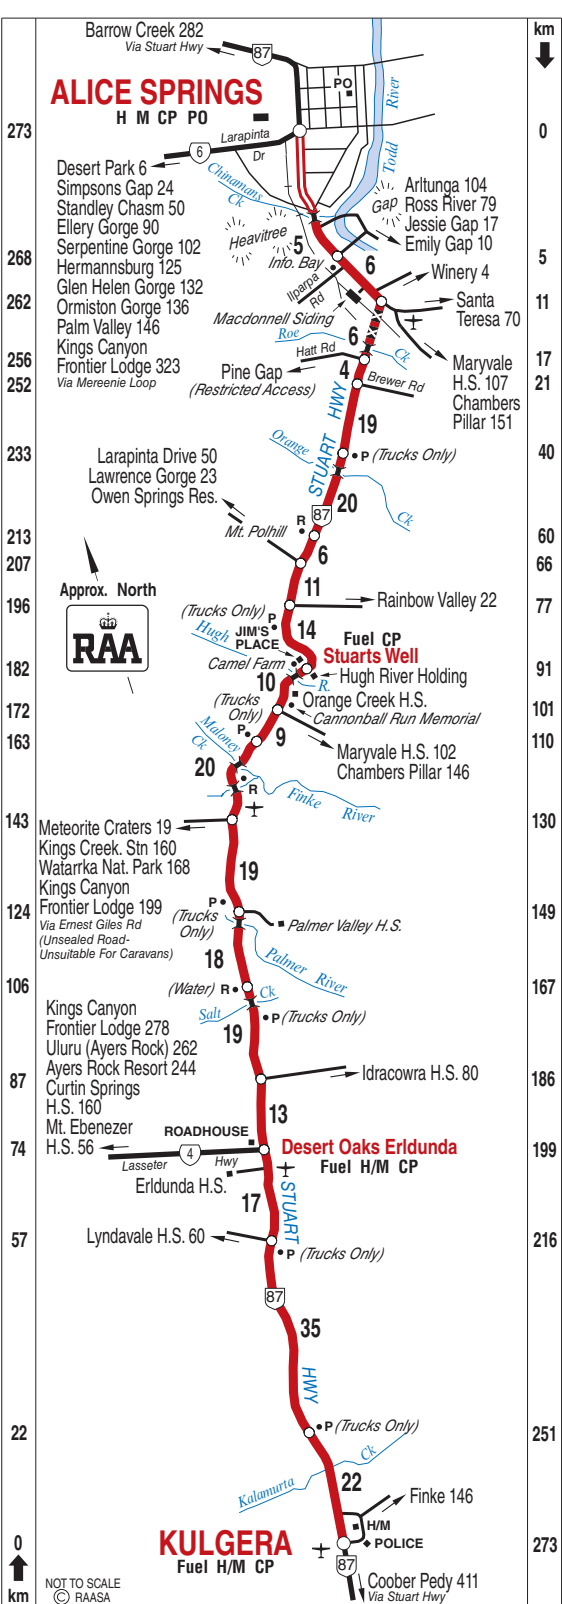 Barrow Creek 282
Via Stuart Hwy
87
km
ALICE SPRINGS
H M CP PO
PO
River
Todd
273
Larapinta
6
Dr
0
Desert Park 6
Simpsons Gap 24
Standley Chasm 50
Ellery Gorge 90
Serpentine Gorge 102
Hermannsburg 125
Glen Helen Gorge 132
Ormiston Gorge 136
Palm Valley 146
Kings Canyon
Frontier Lodge 323
Via Mereenie Loop
Chinamans
Ck
Gap
Heavitree
Arltunga 104
Ross River 79
Jessie Gap 17
Emily Gap 10
5
268
Info. Bay
6
5
Winery 4
Ilparpa
Rd
262
11
Santa
Teresa 70
Macdonnell Siding
Roe
Ck
6
256
Hatt Rd
17
Maryvale
H.S. 107
Chambers
Pillar 151
Pine Gap
(Restricted Access)
4
252
Brewer Rd
21
STUART HWY
19
Orange
Ck
233
P (Trucks Only)
40
Larapinta Drive 50
Lawrence Gorge 23
Owen Springs Res.
20
87
213
R
60
Mt. Polhill
207
6
66
Approx. North
RAA
11
196
Rainbow Valley 22
77
(Trucks Only)
P
14
Hugh
R.
JIM'S
PLACE
Fuel CP
Stuarts Well
Camel Farm
182
91
Hugh River Holding
10
(Trucks
Only)
Orange Creek H.S.
172
Cannonball Run Memorial
101
P
9
163
110
Maryvale H.S. 102
Chambers Pillar 146
Maloney
Ck
20
R
Finke River
143
130
Meteorite Craters 19
Kings Creek. Stn 160
Watarrka Nat. Park 168
Kings Canyon
Frontier Lodge 199
Via Ernest Giles Rd
(Unsealed Road-
Unsuitable For Caravans)
19
P
(Trucks
Only)
124
149
Palmer Valley H.S.
18
Palmer River
106
(Water) R
167
Salt Ck
P (Trucks Only)
Kings Canyon
Frontier Lodge 278
Uluru (Ayers Rock) 262
Ayers Rock Resort 244
Curtin Springs
H.S. 160
Mt. Ebenezer
H.S. 56
19
Idracowra H.S. 80
87
186
13
ROADHOUSE
74
4
Lasseter Hwy
Desert Oaks Erldunda
Fuel H/M CP
199
Erldunda H.S.
17
STUART
57
Lyndavale H.S. 60
216
P (Trucks Only)
87
35
HWY
22
P (Trucks Only)
251
Kalamurta Ck
22
Finke 146
KULGERA
Fuel H/M CP
H/M
POLICE
0
273
87
Coober Pedy 411
Via Stuart Hwy
NOT TO SCALE
© RAASA
km